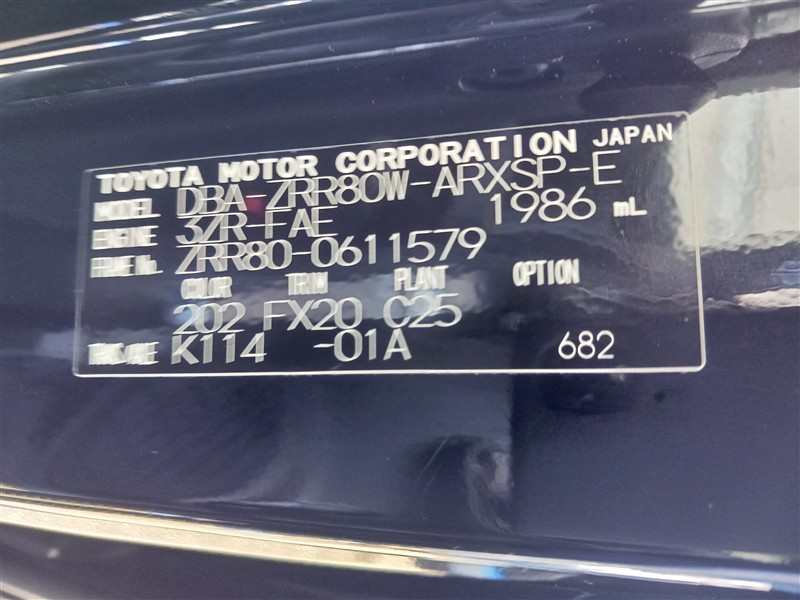 TOYOTA MOTOR CORPORATION JAPAN
MODEL DBA-ZRR80W-ARXSP-E
ENGINE 3ZR-FAE 1986 mL
FRAME No. ZRR80-0611579
COLOR TRIM PLANT OPTION
202 FX20 C25
TRANS/AXLE K114 -01A 682